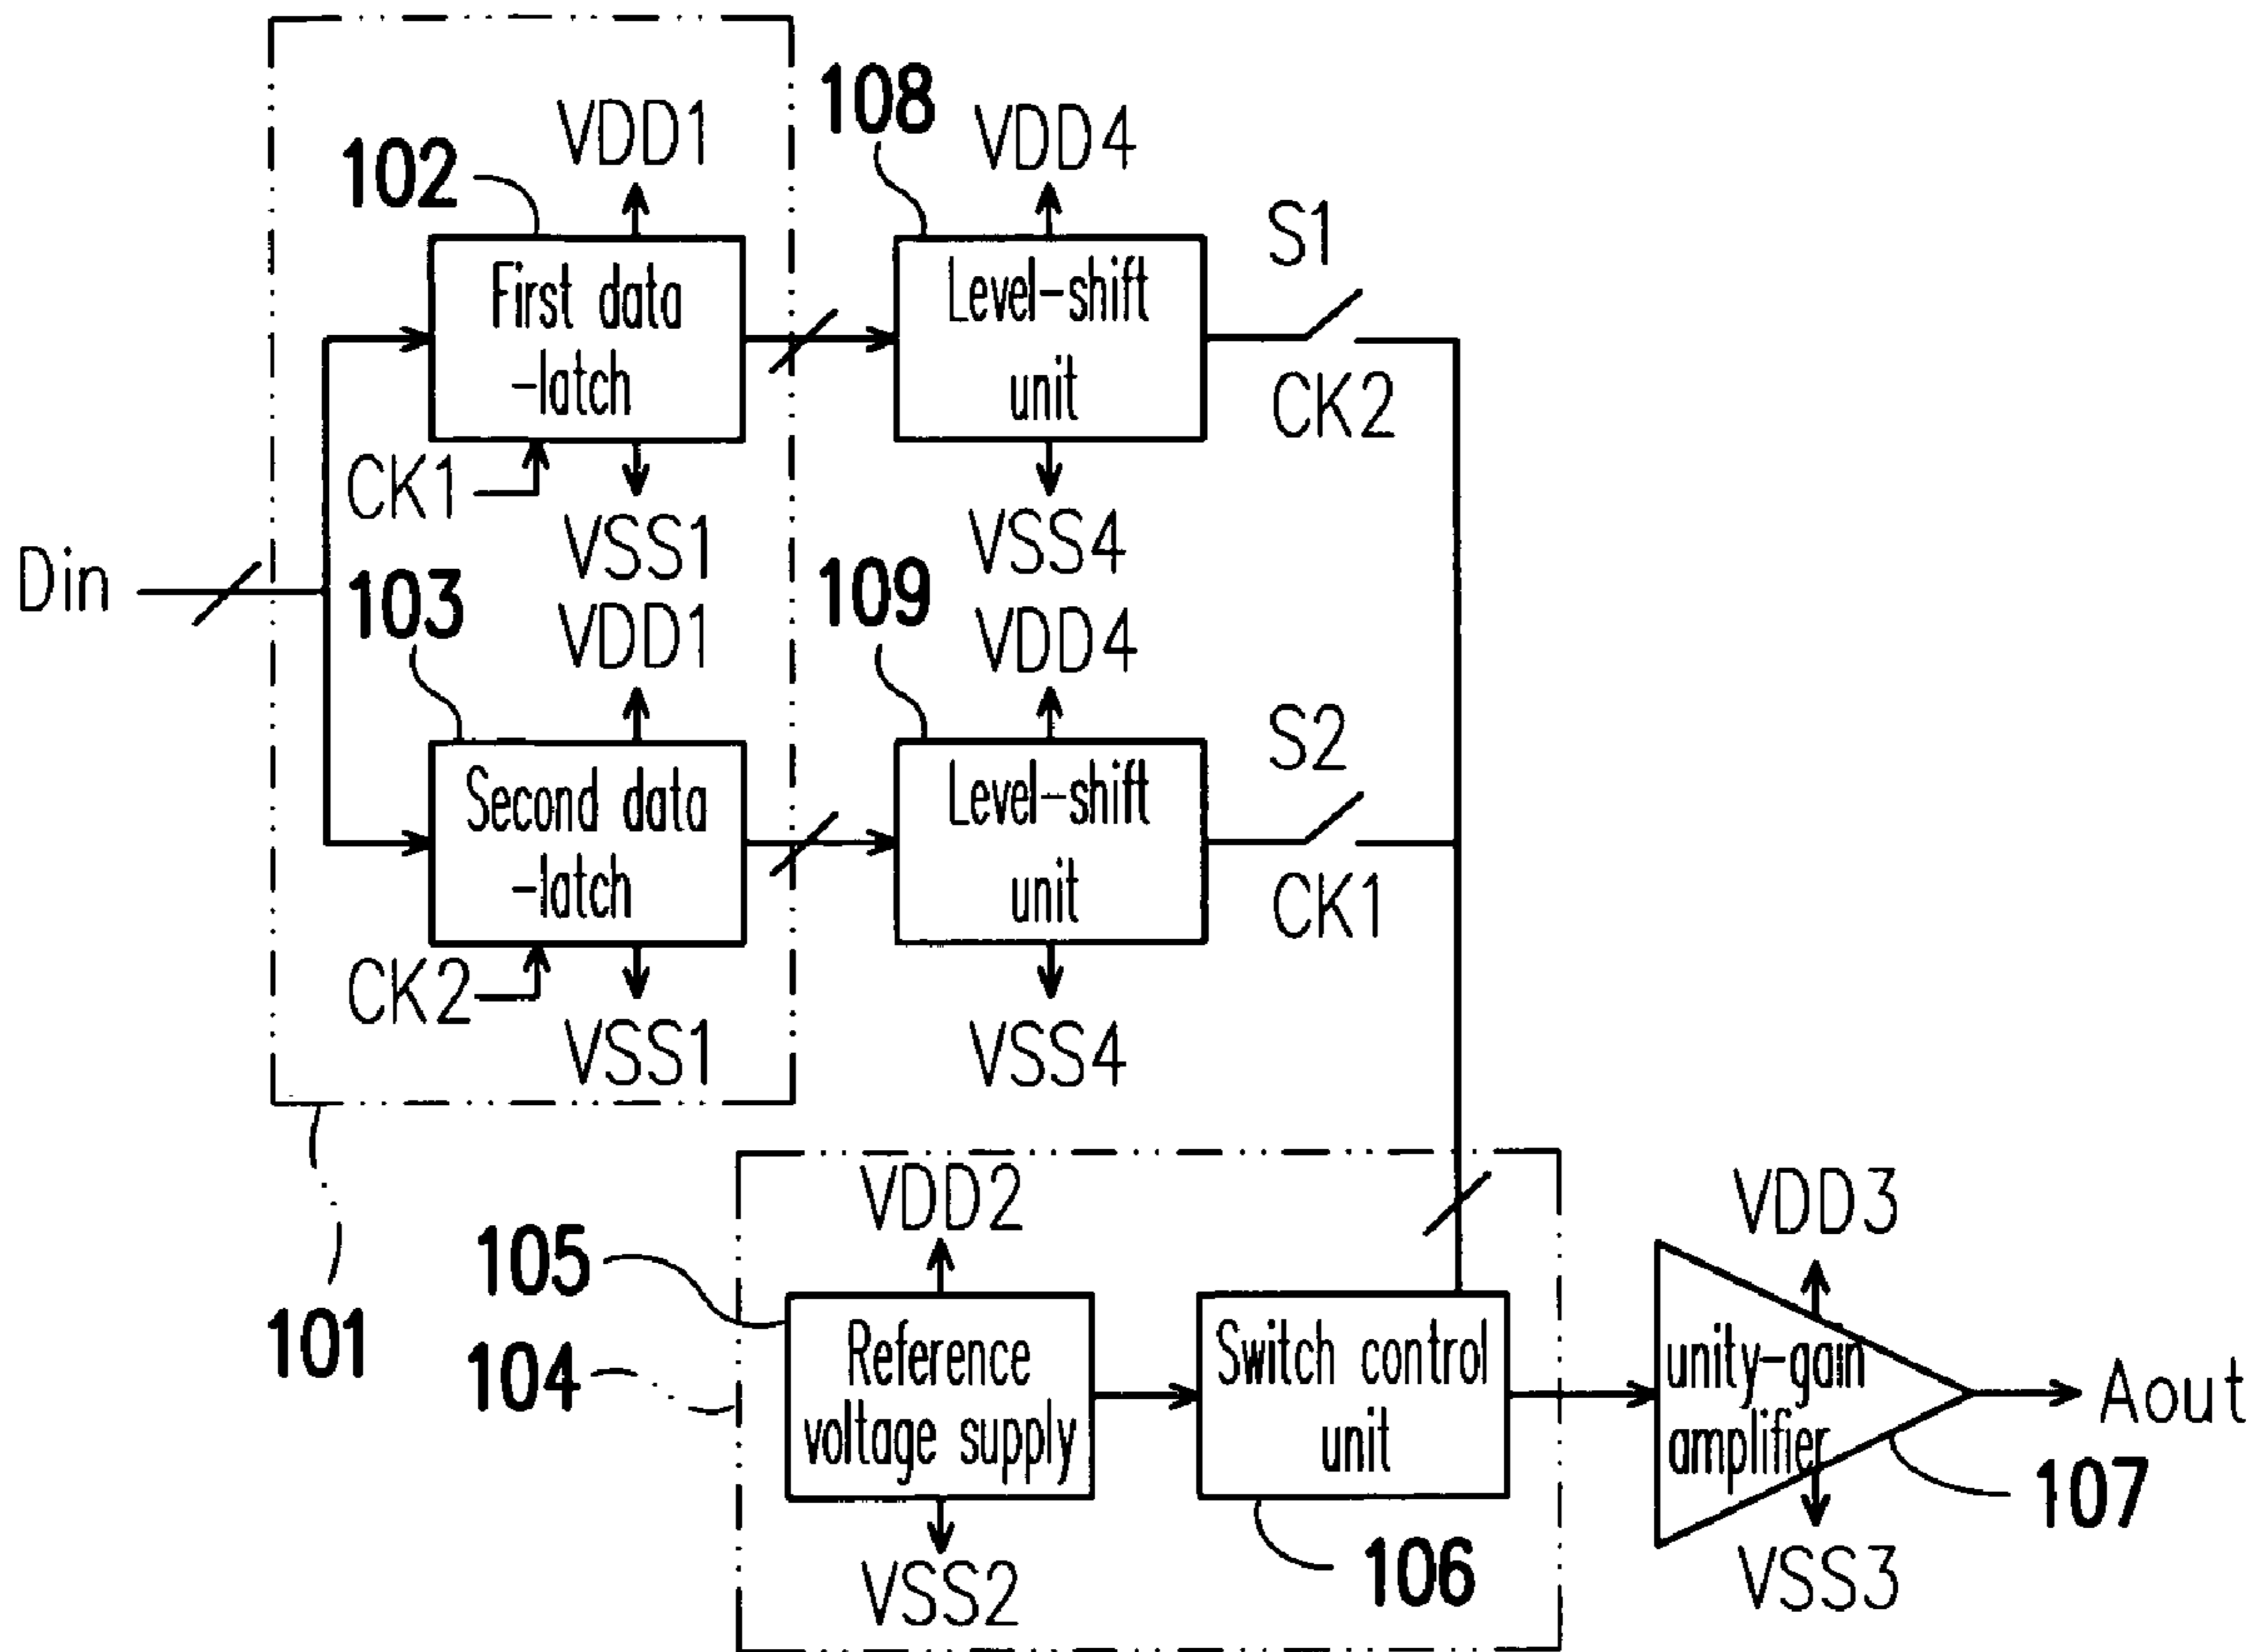 108
VDD1
VDD4
102
S1
First data
-latch
Level-shift
unit
CK2
CK1
VSS1
VSS4
Din
103
109
VDD1
VDD4
S2
Second data
-latch
Level-shift
unit
CK1
CK2
VSS1
VSS4
101
VDD2
VDD3
105
104
Reference
voltage supply
Switch control
unit
unity-gain
amplifier
Aout
107
106
VSS2
VSS3